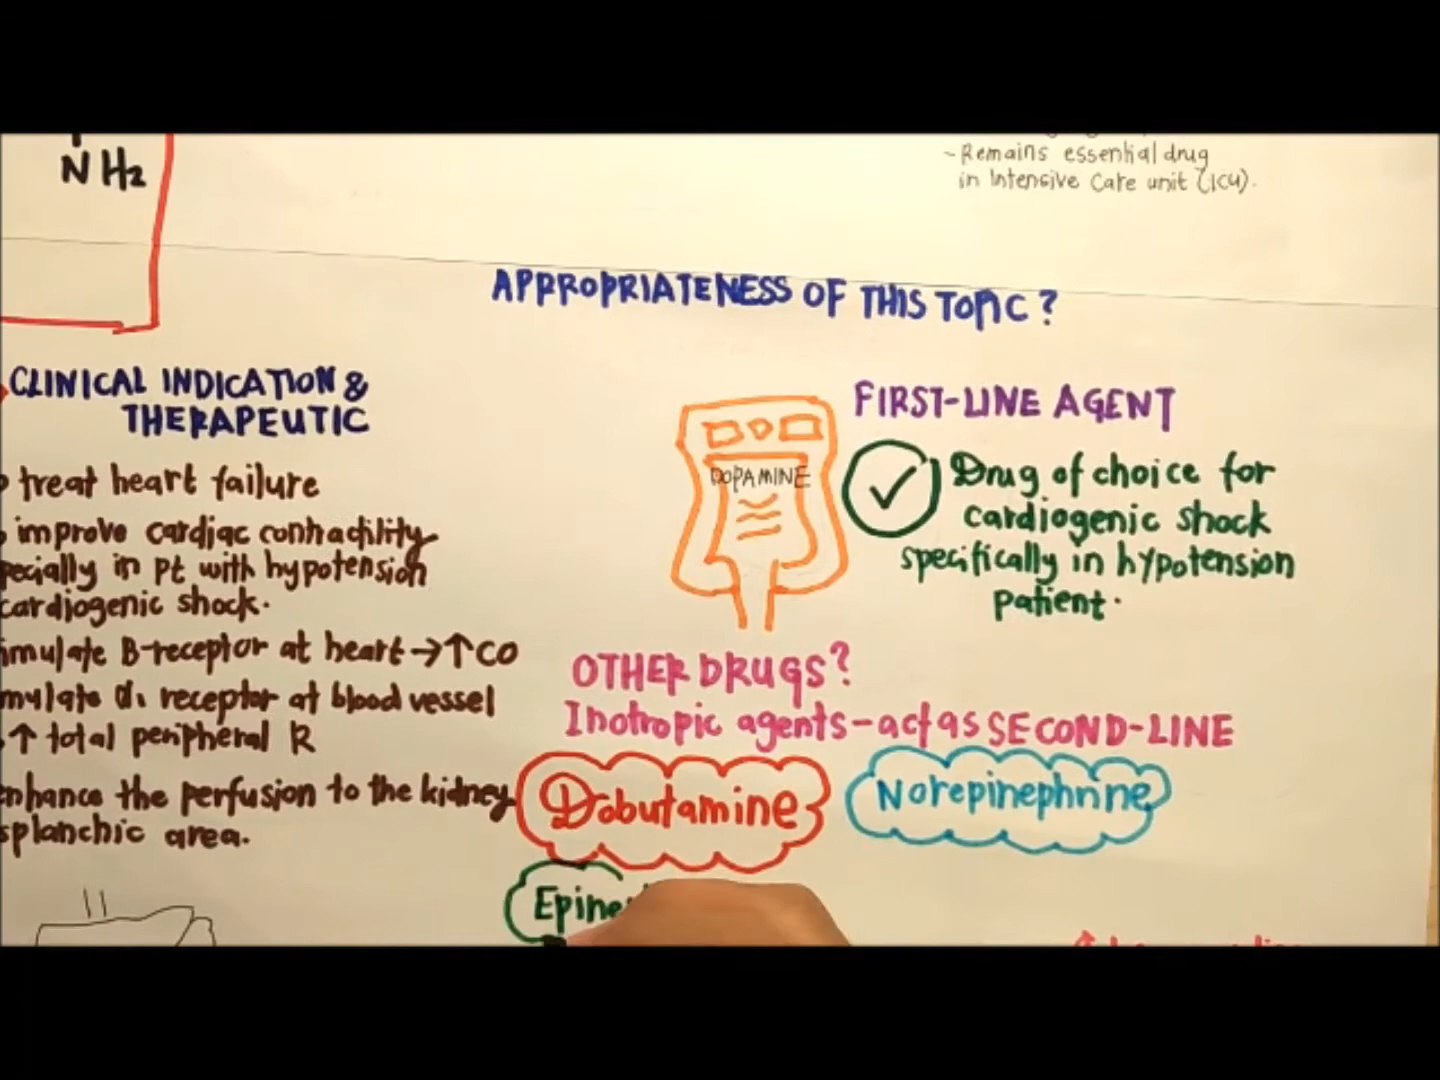 NH2
- Remains essential drug
in Intensive Care unit (ICU).
APPROPRIATENESS OF THIS TOPIC?
CLINICAL INDICATION &
THERAPEUTIC
treat heart failure
improve cardiac contractility
pecially in pt with hypotension
cardiogenic shock.
imulate B-receptor at heart → ↑ CO
mulate α1 receptor at blood vessel
↑ total peripheral R
enhance the perfusion to the kidney
splanchic area.
DOPAMINE
FIRST-LINE AGENT
Drug of choice for
cardiogenic shock
specifically in hypotension
patient.
OTHER DRUGS?
Inotropic agents - act as SECOND-LINE
Dobutamine
Norepinephrine
Epine